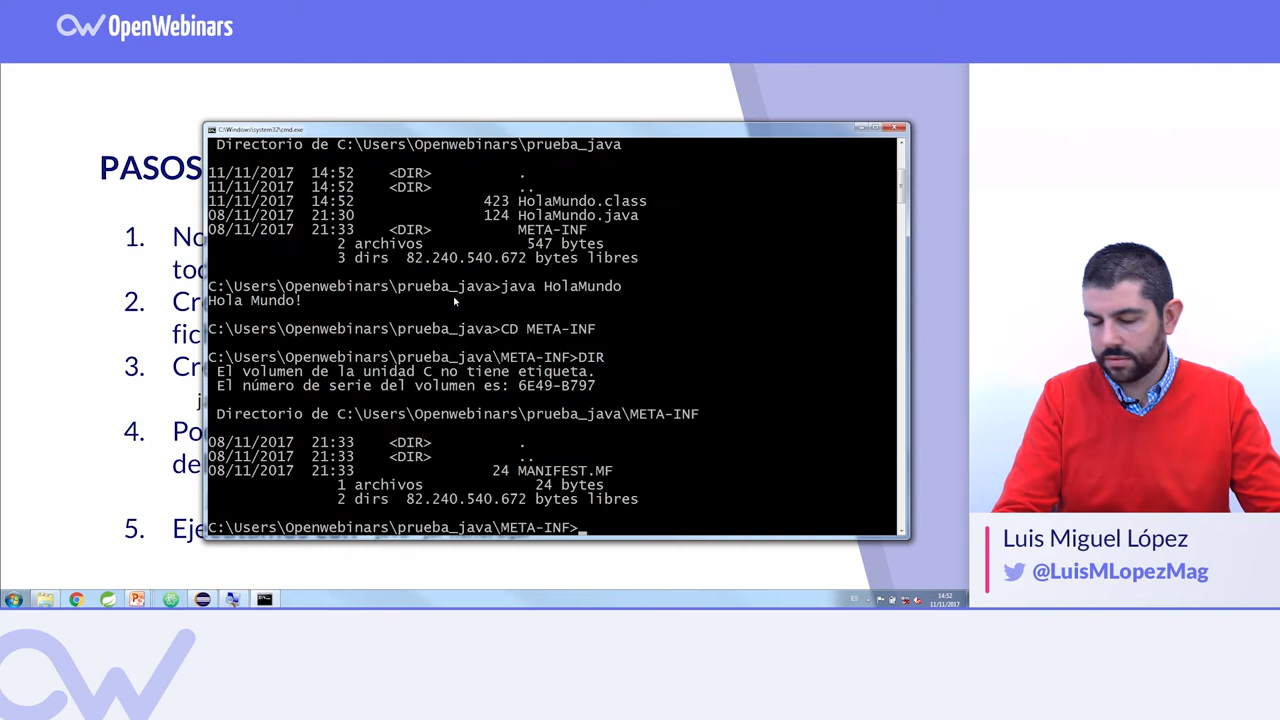 OpenWebinars
PASOS
1. No
2. Cr
3. Cr
4. Po
de
5.
C:\Windows\system32\cmd.exe
Directorio de C:\Users\Openwebinars\prueba_java
11/11/2017 14:52 <DIR> .
11/11/2017 14:52 <DIR> ..
11/11/2017 14:52 423 HolaMundo.class
08/11/2017 21:30 124 HolaMundo.java
08/11/2017 21:33 <DIR> META-INF
2 archivos 547 bytes
3 dirs 82.240.540.672 bytes libres
C:\Users\Openwebinars\prueba_java>java HolaMundo
Hola Mundo!
C:\Users\Openwebinars\prueba_java>CD META-INF
C:\Users\Openwebinars\prueba_java\META-INF>DIR
El volumen de la unidad C no tiene etiqueta.
El número de serie del volumen es: 6E49-B797
Directorio de C:\Users\Openwebinars\prueba_java\META-INF
08/11/2017 21:33 <DIR> .
08/11/2017 21:33 <DIR> ..
08/11/2017 21:33 24 MANIFEST.MF
1 archivos 24 bytes
2 dirs 82.240.540.672 bytes libres
C:\Users\Openwebinars\prueba_java\META-INF>_
ES
14:52
11/11/2017
Luis Miguel López
@LuisMLopezMag